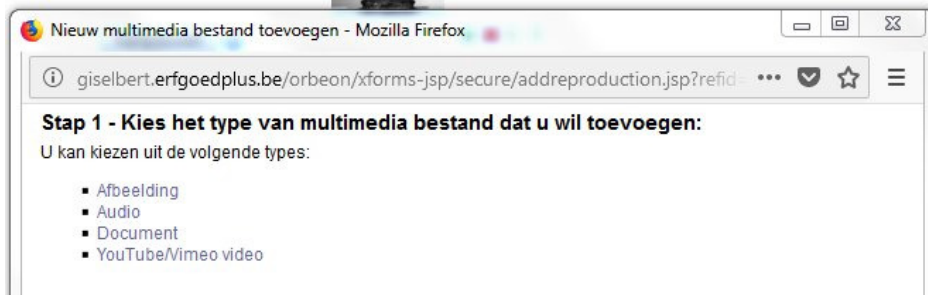 Nieuw multimedia bestand toevoegen - Mozilla Firefox
giselbert.erfgoedplus.be/orbeon/xforms-jsp/secure/addreproduction.jsp?refid=
Stap 1 - Kies het type van multimedia bestand dat u wil toevoegen:
U kan kiezen uit de volgende types:
Afbeelding
Audio
Document
YouTube/Vimeo video